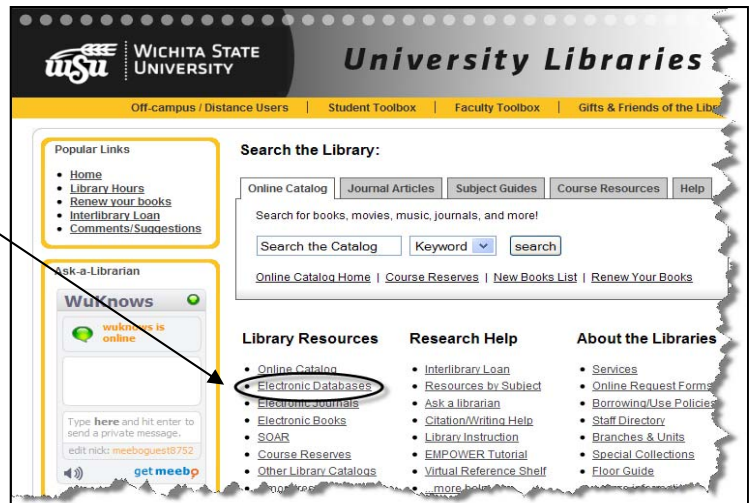 wsu WICHITA STATE UNIVERSITY
University Libraries
Off-campus / Distance Users | Student Toolbox | Faculty Toolbox | Gifts & Friends of the
Popular Links
Home
Library Hours
Renew your books
Interlibrary Loan
Comments/Suggestions
Ask-a-Librarian
WuKnows
wuknows is online
Type here and hit enter to
send a private message.
edit nick: meeboguest8752
get meebo
Search the Library:
Online Catalog Journal Articles Subject Guides Course Resources Help
Search for books, movies, music, journals, and more!
Search the Catalog Keyword search
Online Catalog Home | Course Reserves | New Books List | Renew Your Books
Library Resources
Online Catalog
Electronic Databases
Electronic Journals
Electronic Books
SOAR
Course Reserves
Other Library Catalogs
Research Help
Interlibrary Loan
Resources by Subject
Ask a librarian
Citation/Writing Help
Library Instruction
EMPOWER Tutorial
Virtual Reference Shelf
About the Libraries
Services
Online Request Forms
Borrowing/Use Policies
Staff Directory
Branches & Units
Special Collections
Floor Guide